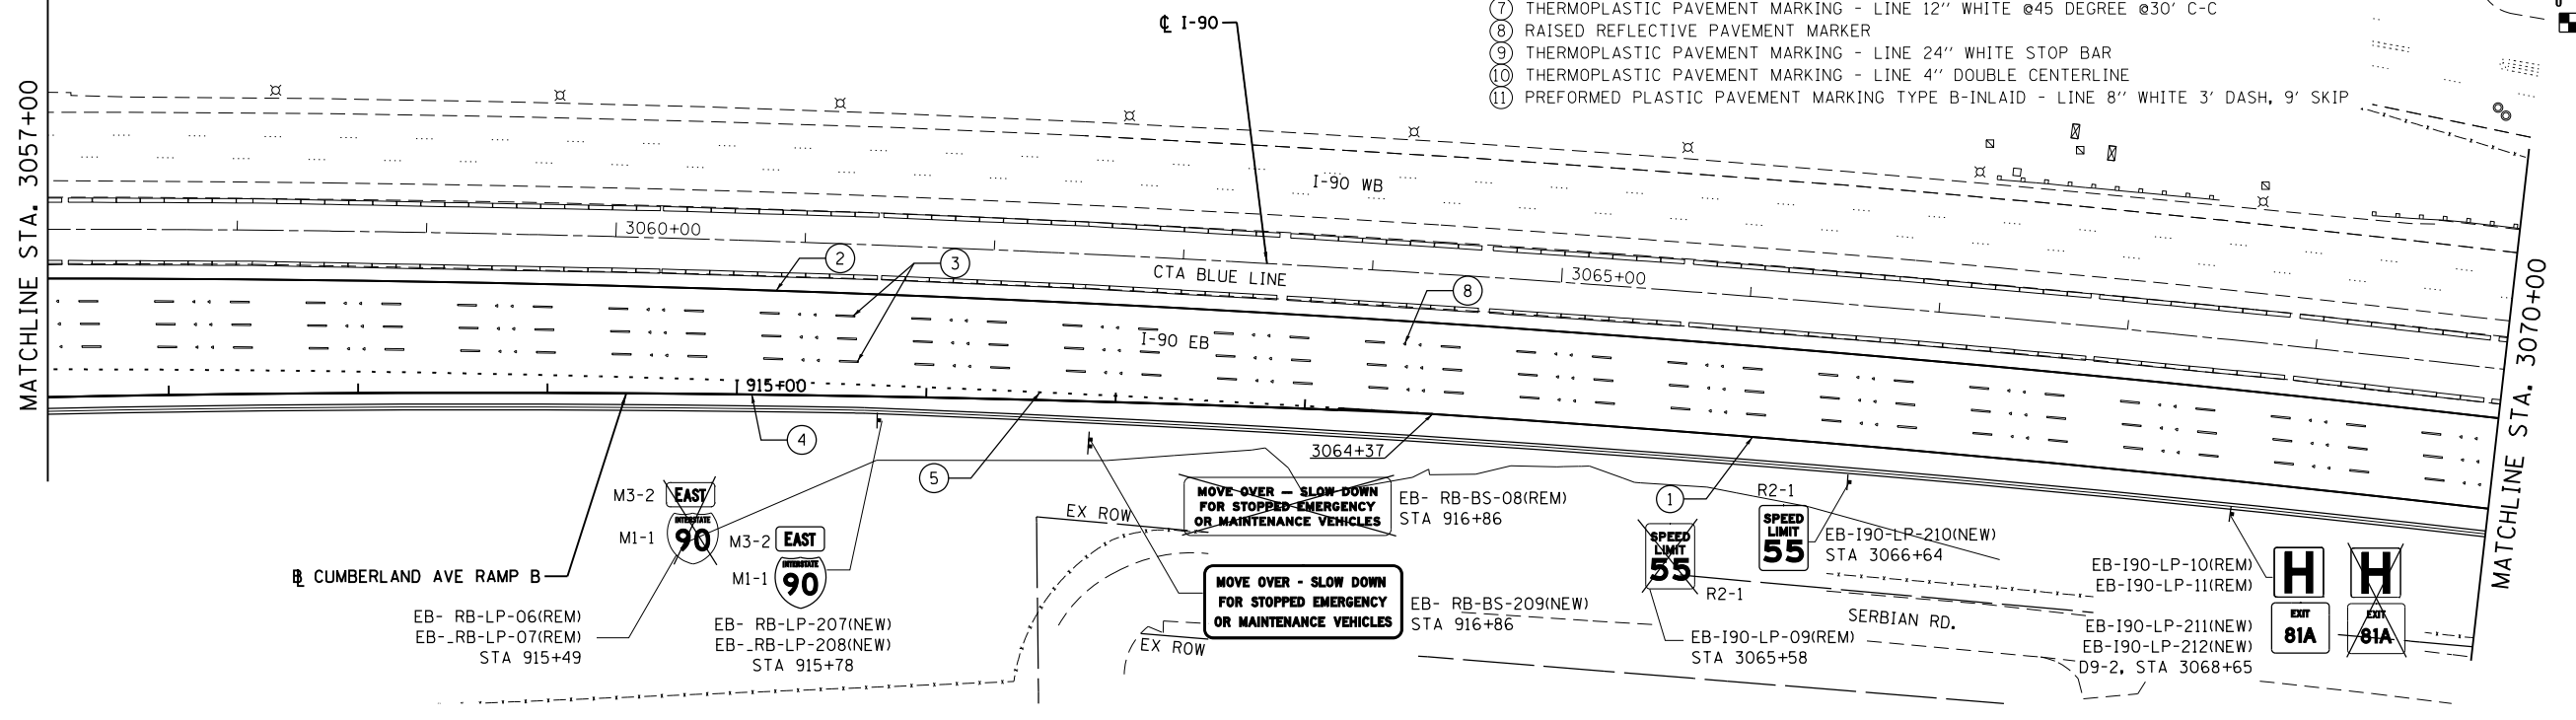 ℄ I-90
⑦ THERMOPLASTIC PAVEMENT MARKING - LINE 12" WHITE @45 DEGREE @30' C-C
⑧ RAISED REFLECTIVE PAVEMENT MARKER
⑨ THERMOPLASTIC PAVEMENT MARKING - LINE 24" WHITE STOP BAR
⑩ THERMOPLASTIC PAVEMENT MARKING - LINE 4" DOUBLE CENTERLINE
⑪ PREFORMED PLASTIC PAVEMENT MARKING TYPE B-INLAID - LINE 8" WHITE 3' DASH, 9' SKIP
0
MATCHLINE STA. 3057+00
I-90 WB
3060+00
②
③
CTA BLUE LINE
3065+00
⑧
I-90 EB
915+00
④
⑤
3064+37
①
MATCHLINE STA. 3070+00
M3-2
EAST
M1-1
INTERSTATE
90
M3-2
EAST
M1-1
INTERSTATE
90
℄ CUMBERLAND AVE RAMP B
EB- RB-LP-06(REM)
EB-_RB-LP-07(REM)
STA 915+49
EB- RB-LP-207(NEW)
EB-_RB-LP-208(NEW)
STA 915+78
EX ROW
MOVE OVER — SLOW DOWN
FOR STOPPED EMERGENCY
OR MAINTENANCE VEHICLES
EB- RB-BS-08(REM)
STA 916+86
MOVE OVER - SLOW DOWN
FOR STOPPED EMERGENCY
OR MAINTENANCE VEHICLES
EB- RB-BS-209(NEW)
STA 916+86
EX ROW
SPEED
LIMIT
55
R2-1
EB-I90-LP-09(REM)
STA 3065+58
R2-1
SPEED
LIMIT
55
EB-I90-LP-210(NEW)
STA 3066+64
SERBIAN RD.
EB-I90-LP-10(REM)
EB-I90-LP-11(REM)
H
H
EXIT
81A
EXIT
81A
EB-I90-LP-211(NEW)
EB-I90-LP-212(NEW)
D9-2, STA 3068+65